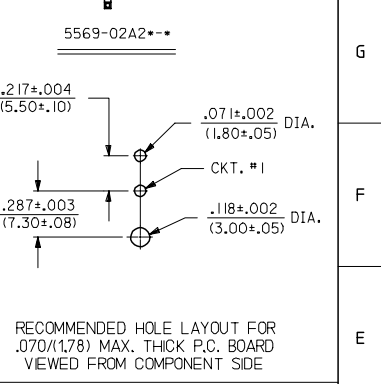 5569-02A2*-*
G
.217±.004
(5.50±.10)
.071±.002 DIA.
(1.80±.05)
CKT. #1
F
.287±.003
(7.30±.08)
.118±.002 DIA.
(3.00±.05)
RECOMMENDED HOLE LAYOUT FOR
.070/(1.78) MAX. THICK P.C. BOARD
VIEWED FROM COMPONENT SIDE
E